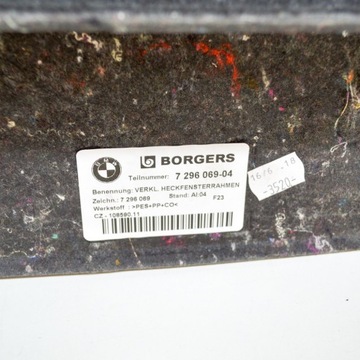 BMW
BORGERS
Teilnummer: 7 296 069-04
Benennung: VERKL. HECKFENSTERRAHMEN
Zeichn.: 7 296 069 Stand: AI:04 F23
Werkstoff : >PES+PP+CO<
CZ - 108580.11
16/6 .18
-3520-